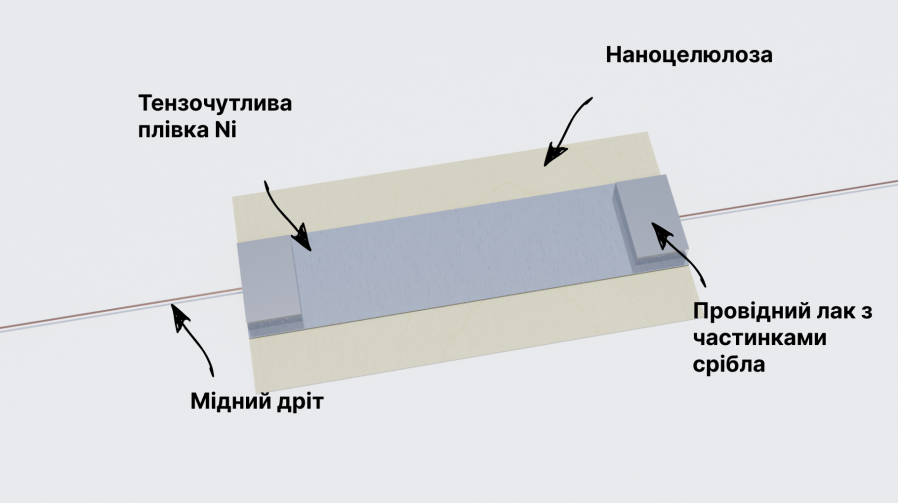 Наноцелюлоза
Тензочутлива
плівка Ni
Провідний лак з
частинками
срібла
Мідний дріт